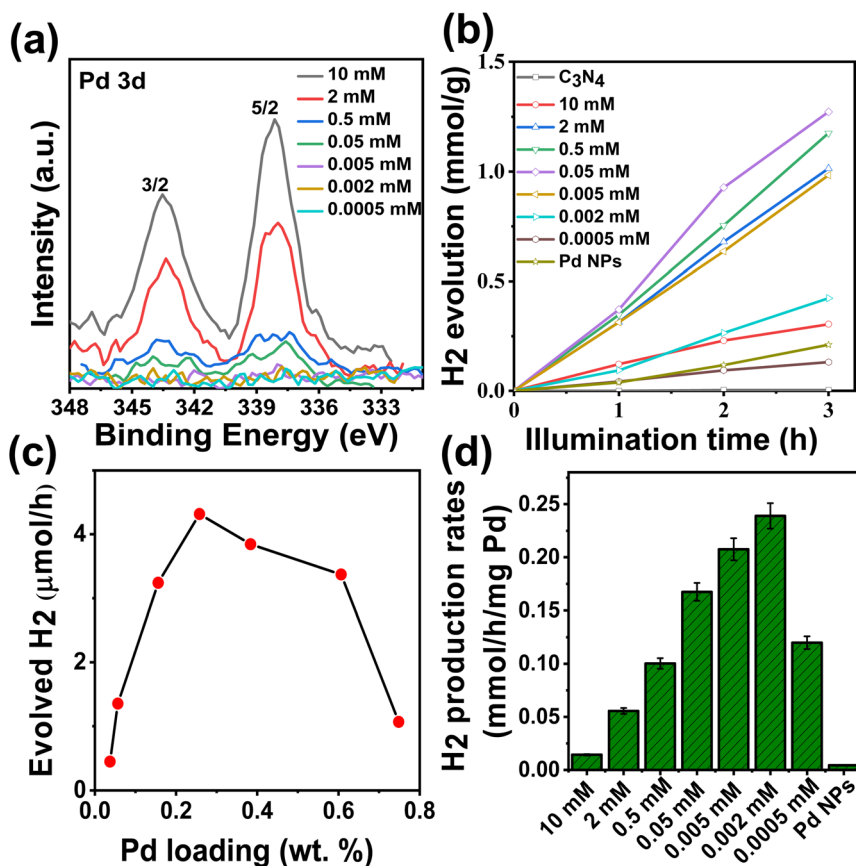 (a)
Pd 3d
3/2
5/2
10 mM
2 mM
0.5 mM
0.05 mM
0.005 mM
0.002 mM
0.0005 mM
Intensity (a.u.)
348 345 342 339 336 333
Binding Energy (eV)
(b)
C3N4
10 mM
2 mM
0.5 mM
0.05 mM
0.005 mM
0.002 mM
0.0005 mM
Pd NPs
H2 evolution (mmol/g)
1.5
1.0
0.5
0.0
0 1 2 3
Illumination time (h)
(c)
Evolved H2 (μmol/h)
4
2
0
0.0 0.2 0.4 0.6 0.8
Pd loading (wt. %)
(d)
H2 production rates
(mmol/h/mg Pd)
0.25
0.20
0.15
0.10
0.05
0.00
10 mM
2 mM
0.5 mM
0.05 mM
0.005 mM
0.002 mM
0.0005 mM
Pd NPs